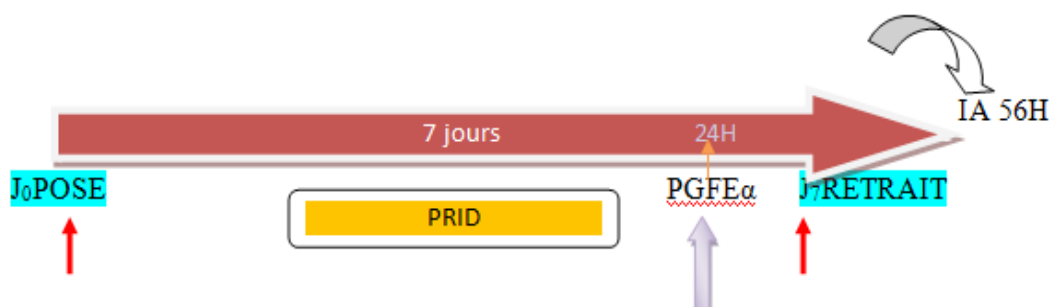 IA 56H
7 jours
24H
J₀POSE
PGFEα
J₇RETRAIT
PRID